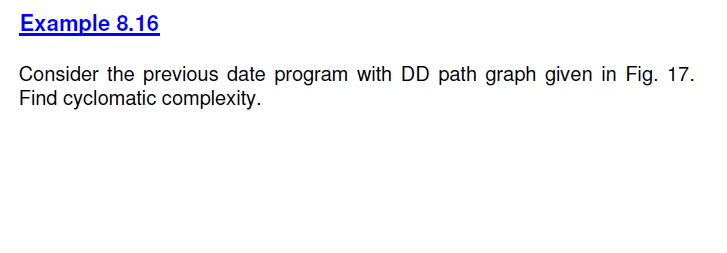 Example 8.16
Consider the previous date program with DD path graph given in Fig. 17.
Find cyclomatic complexity.